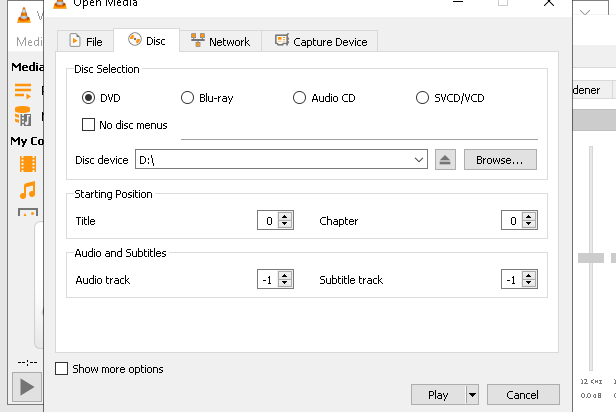 Open Media
Medi
File
Disc
Network
Capture Device
Media
Disc Selection
DVD
Blu-ray
Audio CD
SVCD/VCD
dener
No disc menus
My Co
Disc device
D:\
Browse...
Starting Position
Title
0
Chapter
0
Audio and Subtitles
Audio track
-1
Subtitle track
-1
--:--
Show more options
Play
Cancel
12 KHz
0.0 dB